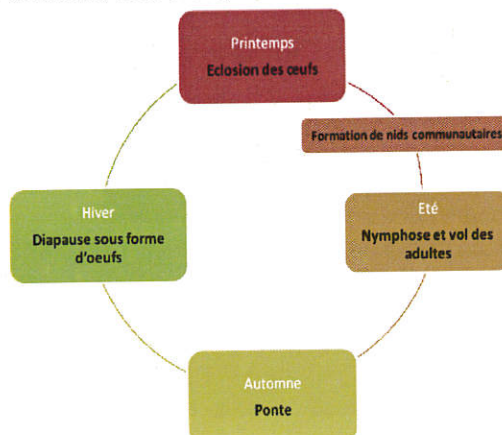 Printemps
Eclosion des œufs
Formation de nids communautaires
Eté
Nymphose et vol des
adultes
Hiver
Diapause sous forme
d'oeufs
Automne
Ponte